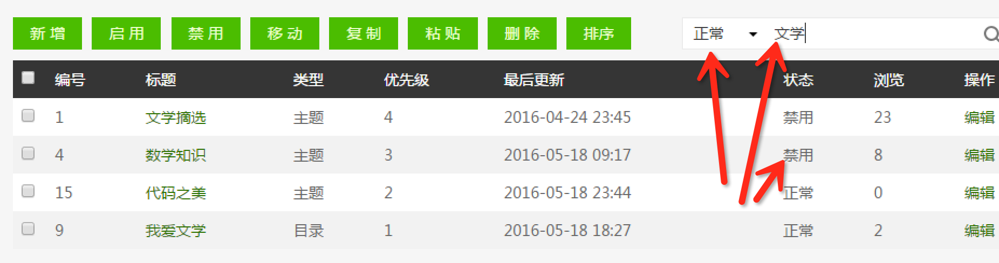 新 增 启 用 禁 用 移 动 复 制 粘 贴 删 除 排序 正常 文学
编号 标题 类型 优先级 最后更新 状态 浏览 操作
1 文学摘选 主题 4 2016-04-24 23:45 禁用 23 编辑
4 数学知识 主题 3 2016-05-18 09:17 禁用 8 编辑
15 代码之美 主题 2 2016-05-18 23:44 正常 0 编辑
9 我爱文学 目录 1 2016-05-18 18:27 正常 2 编辑